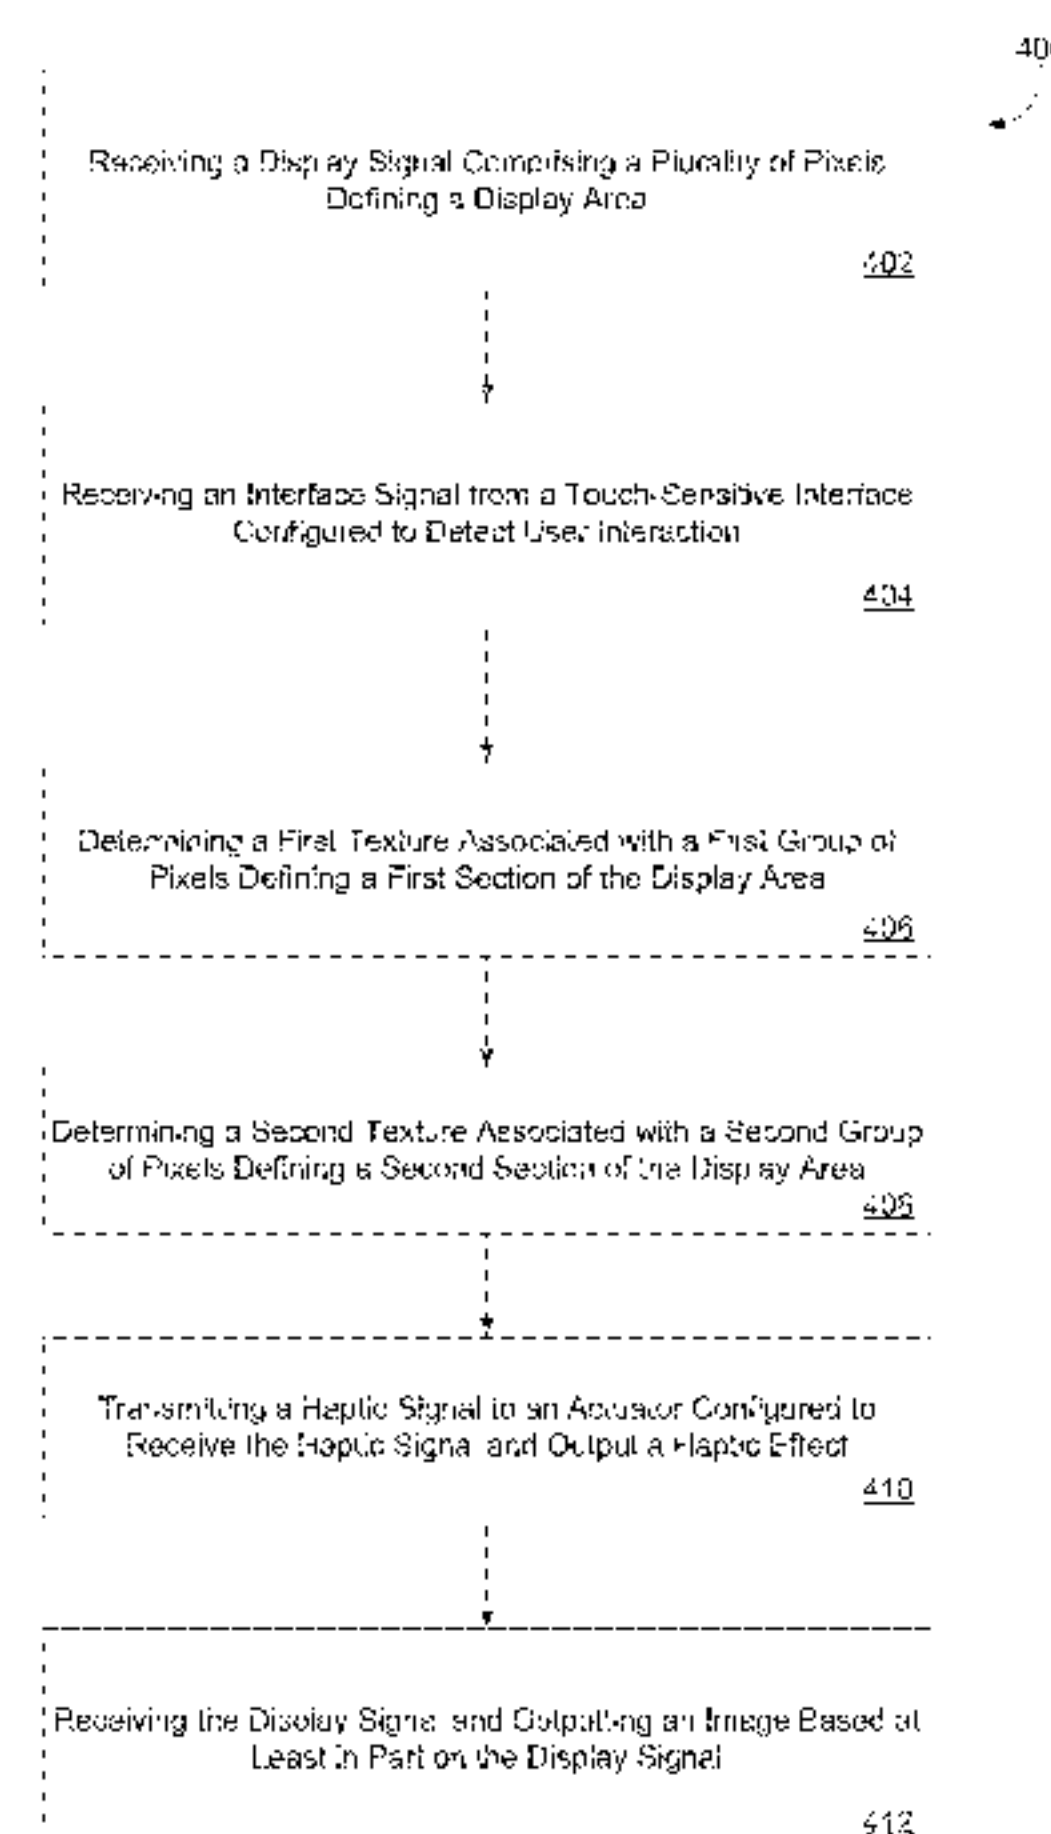 Receiving a Display Signal Comprising a Plurality of Pixels
Defining a Display Area
402
Receiving an Interface Signal from a Touch-Sensitive Interface
Configured to Detect User Interaction
404
Determining a First Texture Associated with a First Group of
Pixels Defining a First Section of the Display Area
406
Determining a Second Texture Associated with a Second Group
of Pixels Defining a Second Section of the Display Area
Transmitting a Haptic Signal to an Actuator Configured to
Receive the Haptic Signal and Output a Haptic Effect
410
Receiving the Display Signal and Outputting an Image Based at
Least In Part on the Display Signal
412